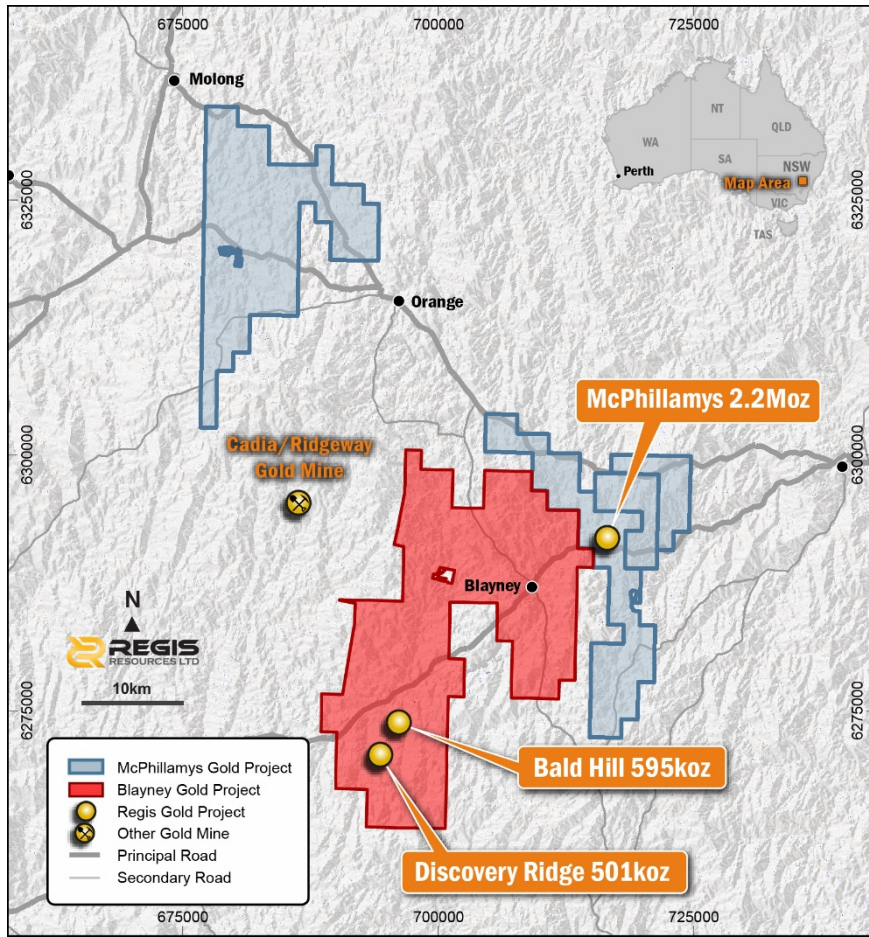 675000
700000
725000
Molong
NT
QLD
WA
SA
NSW
Perth
Map Area
VIC
TAS
6325000
6325000
Orange
McPhillamys 2.2Moz
Cadia/Ridgeway
Gold Mine
6300000
6300000
Blayney
N
REGIS
RESOURCES LTD
10km
6275000
6275000
Bald Hill 595koz
Discovery Ridge 501koz
McPhillamys Gold Project
Blayney Gold Project
Regis Gold Project
Other Gold Mine
Principal Road
Secondary Road
675000
700000
725000